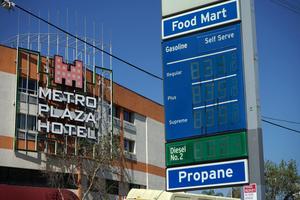 METRO
PLAZA
HOTEL
Food Mart
Self Serve
Gasoline
Regular
Plus
Supreme
Diesel
No. 2
Propane